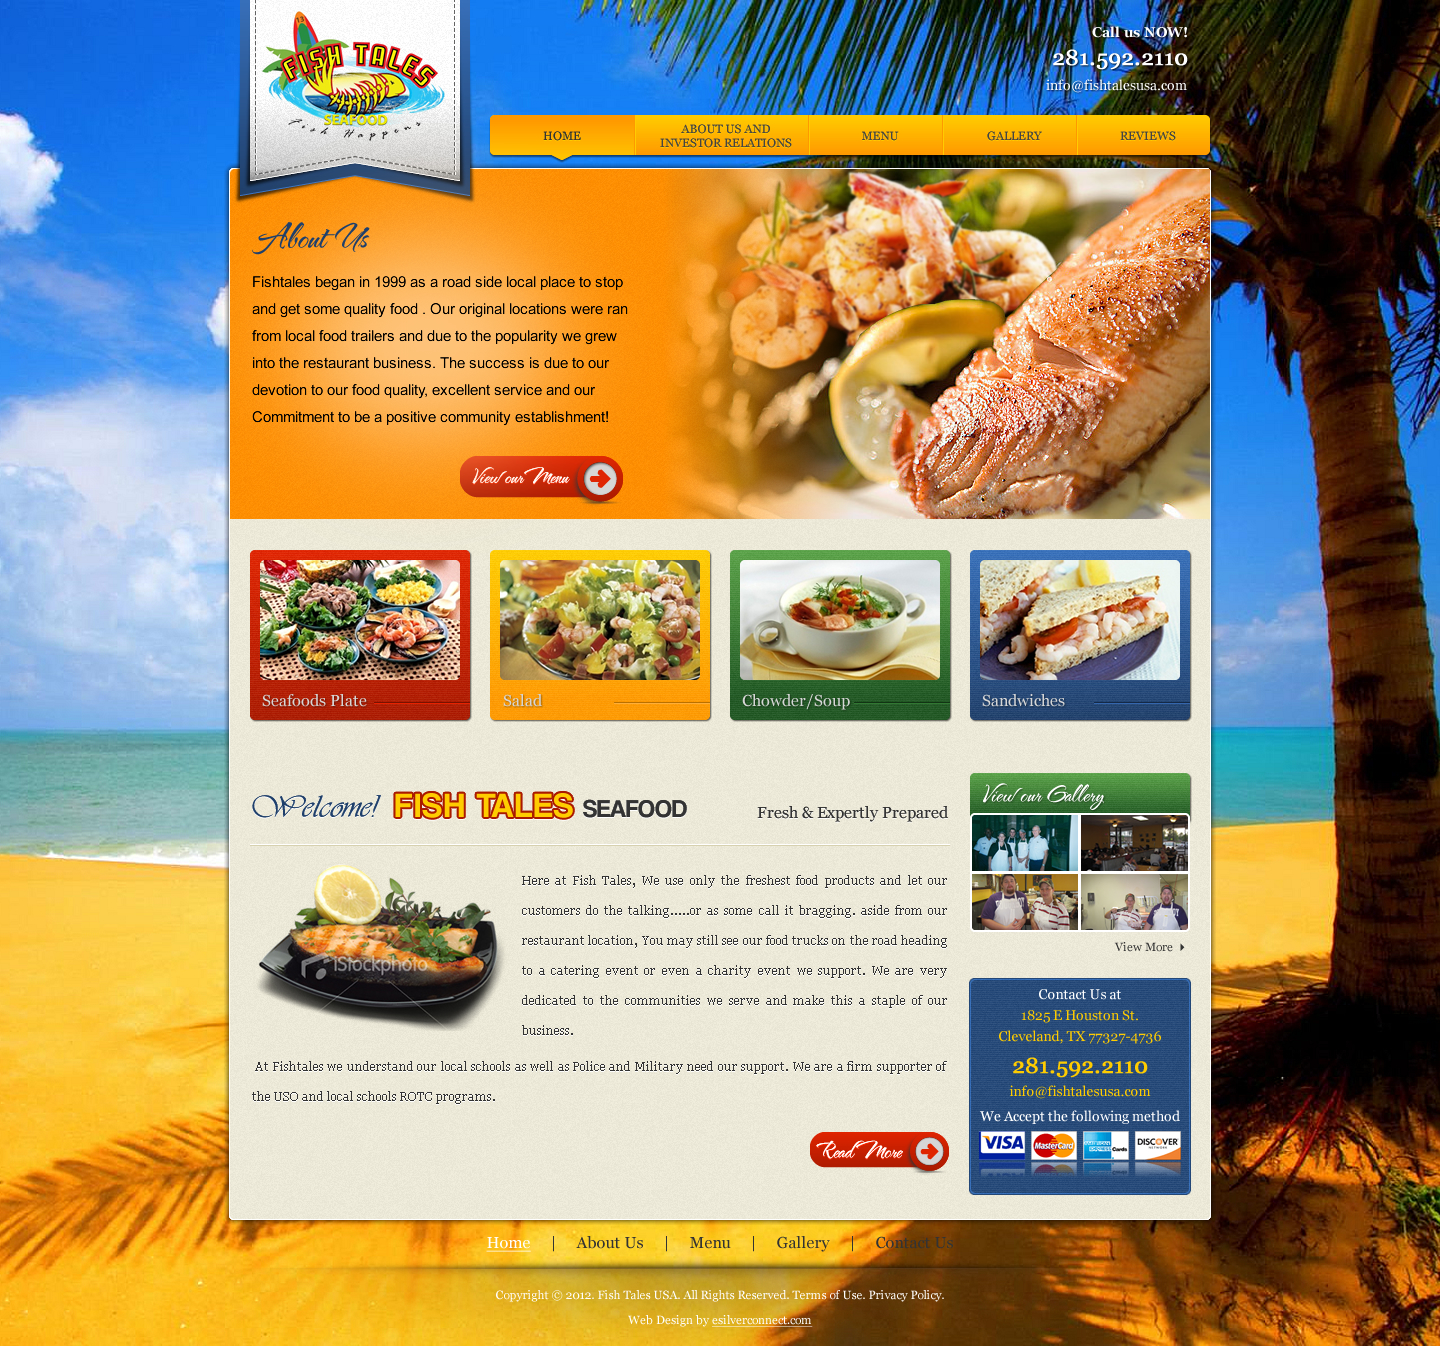 13
FISH TALES
SEAFOOD
Fish Happens
Call us NOW!
281.592.2110
info@fishtalesusa.com
HOME
ABOUT US AND
INVESTOR RELATIONS
MENU
GALLERY
REVIEWS
About Us
Fishtales began in 1999 as a road side local place to stop
and get some quality food . Our original locations were ran
from local food trailers and due to the popularity we grew
into the restaurant business. The success is due to our
devotion to our food quality, excellent service and our
Commitment to be a positive community establishment!
View our Menu
Seafoods Plate
Salad
Chowder/Soup
Sandwiches
Welcome! FISH TALES SEAFOOD
Fresh & Expertly Prepared
iStockphoto
Here at Fish Tales, We use only the freshest food products and let our
customers do the talking.....or as some call it bragging. aside from our
restaurant location, You may still see our food trucks on the road heading
to a catering event or even a charity event we support. We are very
dedicated to the communities we serve and make this a staple of our
business.
At Fishtales we understand our local schools as well as Police and Military need our support. We are a firm supporter of
the USO and local schools ROTC programs.
Read More
View our Gallery
View More
Contact Us at
1825 E Houston St.
Cleveland, TX 77327-4736
281.592.2110
info@fishtalesusa.com
We Accept the following method
VISA
MasterCard
AMERICAN EXPRESS Cards
DISCOVER
NETWORK
Home | About Us | Menu | Gallery | Contact Us
Copyright © 2012. Fish Tales USA. All Rights Reserved. Terms of Use. Privacy Policy.
Web Design by esilverconnect.com